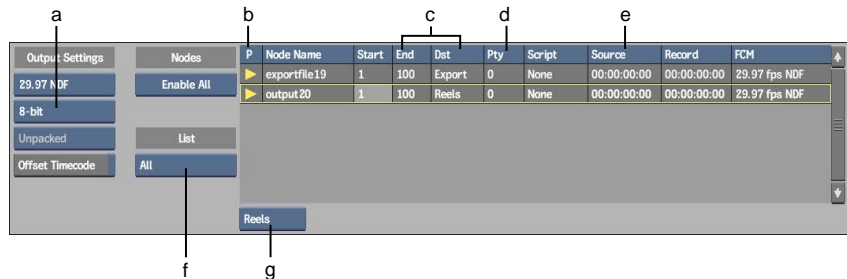 a b c d e
Output Settings Nodes P Node Name Start End Dst Pty Script Source Record FCM
29.97 NDF Enable All exportfile19 1 100 Export 0 None 00:00:00:00 00:00:00:00 29.97 fps NDF
8-bit output20 1 100 Reels 0 None 00:00:00:00 00:00:00:00 29.97 fps NDF
Unpacked List
Offset Timecode All
Reels
f g